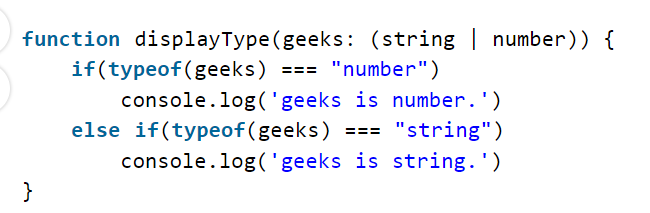 function displayType(geeks: (string | number)) {
    if(typeof(geeks) === "number")
        console.log('geeks is number.')
    else if(typeof(geeks) === "string")
        console.log('geeks is string.')
}